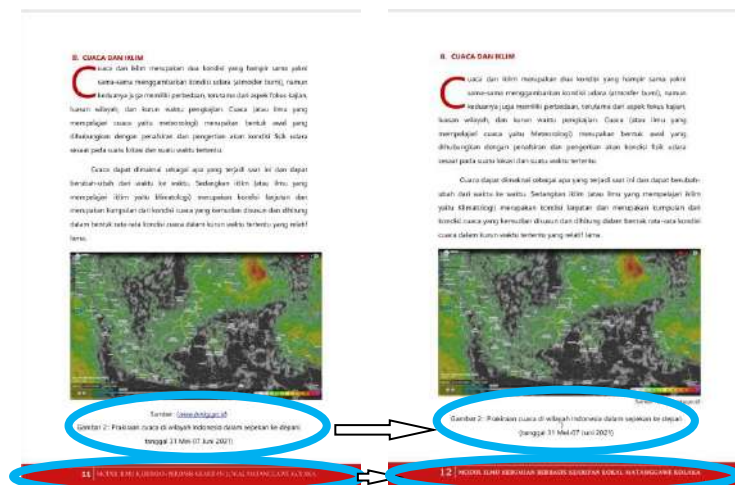 B. CUACA DAN IKLIM
Cuaca dan iklim merupakan dua kondisi yang hampir sama yakni
sama-sama menggambarkan kondisi udara (atmosfer bumi), namun
keduanya juga memiliki perbedaan, terutama dari aspek fokus kajian,
luasan wilayah, dan kurun waktu pengkajian. Cuaca (atau ilmu yang
mempelajari cuaca yaitu meteorologi) merupakan bentuk awal yang
dihubungkan dengan penafsiran dan pengertian akan kondisi fisik udara
sesaat pada suatu lokasi dan suatu waktu tertentu.
Cuaca dapat dimaknai sebagai apa yang terjadi saat ini dan dapat
berubah-ubah dari waktu ke waktu. Sedangkan iklim (atau ilmu yang
mempelajari iklim yaitu klimatologi) merupakan kondisi lanjutan dan
merupakan kumpulan dari kondisi cuaca yang kemudian disusun dan dihitung
dalam bentuk rata-rata kondisi cuaca dalam kurun waktu tertentu yang relatif
lama.
Sumber: (www.bmkg.go.id)
Gambar 2: Prakiraan cuaca di wilayah Indonesia dalam sepekan ke depan
(tanggal 31 Mei-07 Juni 2021)
11 MODUL ILMU KEBUMIAN BERBASIS KEARIFAN LOKAL MATANGGAWE KOLAKA
B. CUACA DAN IKLIM
Cuaca dan iklim merupakan dua kondisi yang hampir sama yakni
sama-sama menggambarkan kondisi udara (atmosfer bumi), namun
keduanya juga memiliki perbedaan, terutama dari aspek fokus kajian,
luasan wilayah, dan kurun waktu pengkajian. Cuaca (atau ilmu yang
mempelajari cuaca yaitu Meteorologi) merupakan bentuk awal yang
dihubungkan dengan penafsiran dan pengertian akan kondisi fisik udara
sesaat pada suatu lokasi dan suatu waktu tertentu.
Cuaca dapat dimaknai sebagai apa yang terjadi saat ini dan dapat berubah-
ubah dari waktu ke waktu. Sedangkan iklim (atau ilmu yang mempelajari iklim
yaitu Klimatologi) merupakan kondisi lanjutan dan merupakan kumpulan dari
kondisi cuaca yang kemudian disusun dan dihitung dalam bentuk rata-rata kondisi
cuaca dalam kurun waktu tertentu yang relatif lama.
Gambar 2: Prakiraan cuaca di wilayah Indonesia dalam sepekan ke depan
(tanggal 31 Mei-07 Juni 2021)
12 MODUL ILMU KEBUMIAN BERBASIS KEARIFAN LOKAL MATANGGAWE KOLAKA